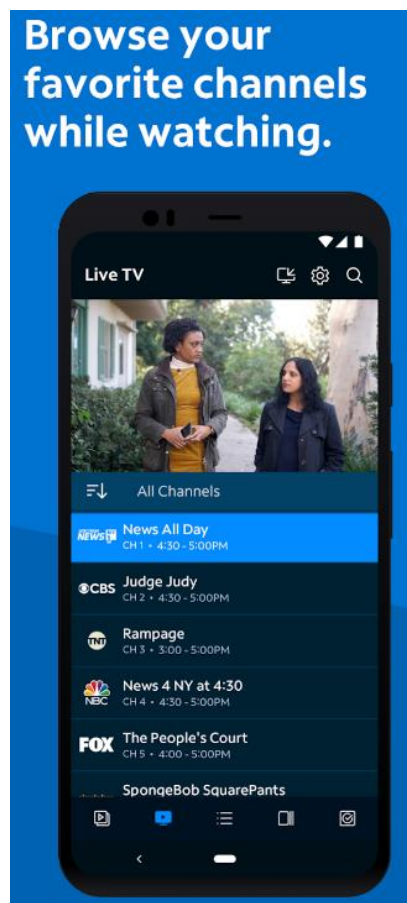 Browse your
favorite channels
while watching.
Live TV
All Channels
NEWS
News All Day
CH 1 • 4:30 - 5:00PM
CBS
Judge Judy
CH 2 • 4:30 - 5:00PM
TNT
Rampage
CH 3 • 3:00 - 5:00PM
NBC
News 4 NY at 4:30
CH 4 • 4:30 - 5:00PM
FOX
The People's Court
CH 5 • 4:00 - 5:00PM
SpongeBob SquarePants